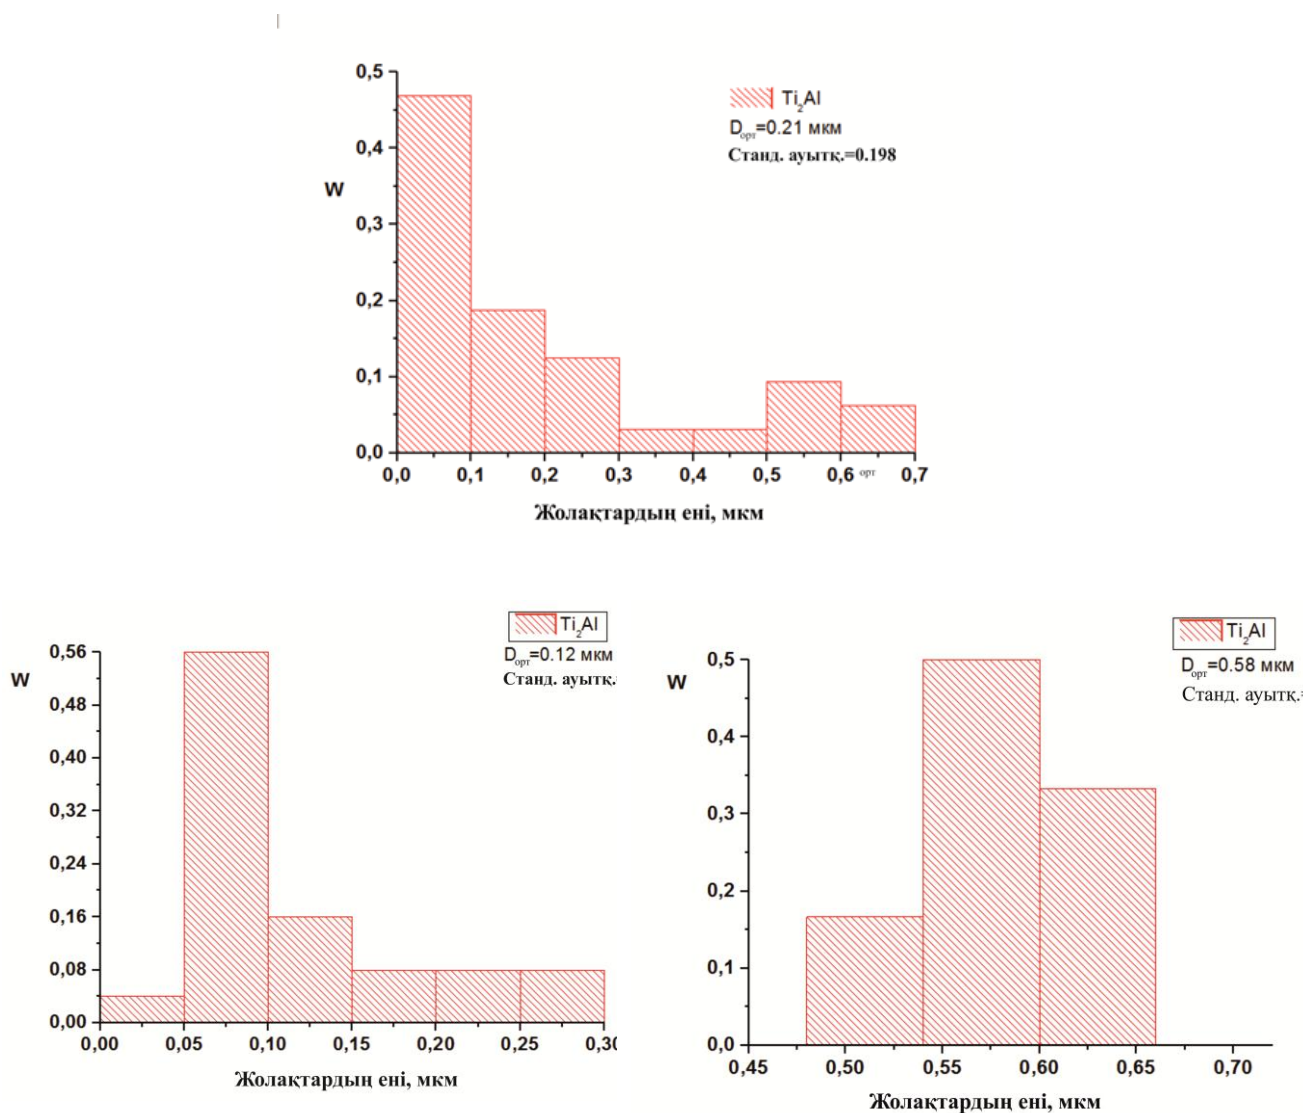 0,5
Ti2Al
Dорт=0.21 мкм
0,4
Станд. ауытқ.=0.198
W
0,3
0,2
0,1
0,0
0,0 0,1 0,2 0,3 0,4 0,5 0,6 орт 0,7
Жолақтардың ені, мкм
Ti2Al
Dорт=0.12 мкм
Станд. ауытқ.
W
0,56
0,48
0,40
0,32
0,24
0,16
0,08
0,00
0,00 0,05 0,10 0,15 0,20 0,25 0,30
Жолақтардың ені, мкм
Ti2Al
Dорт=0.58 мкм
Станд. ауытқ.=
W
0,5
0,4
0,3
0,2
0,1
0,0
0,45 0,50 0,55 0,60 0,65 0,70
Жолақтардың ені, мкм